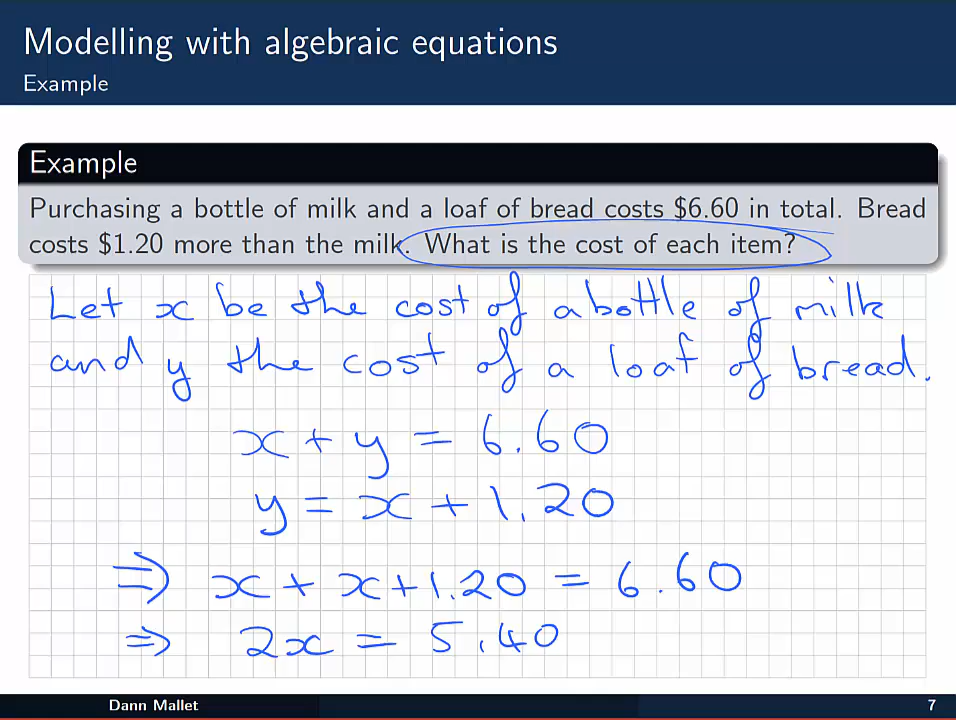 Modelling with algebraic equations
Example
Example
Purchasing a bottle of milk and a loaf of bread costs $6.60 in total. Bread
costs $1.20 more than the milk. What is the cost of each item?
Let x be the cost of a bottle of milk
and y the cost of a loaf of bread.
x + y = 6.60
y = x + 1.20
⇒ x + x + 1.20 = 6.60
⇒ 2x = 5.40
Dann Mallet 7